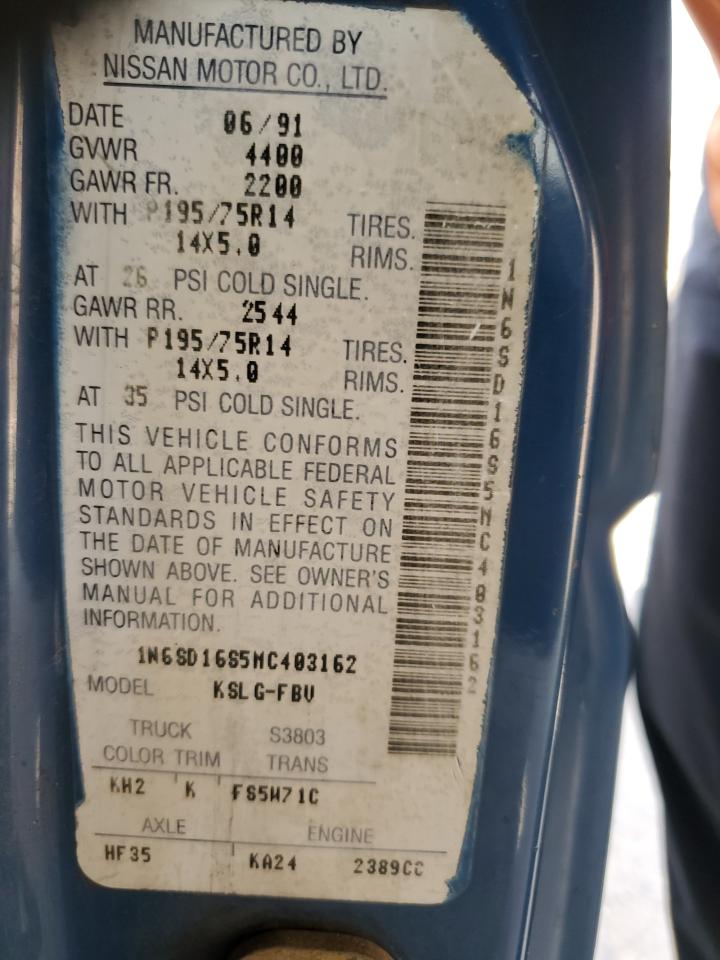 MANUFACTURED BY
NISSAN MOTOR CO., LTD.
DATE 06/91
GVWR 4400
GAWR FR. 2200
WITH P195/75R14 TIRES.
14X5.0 RIMS.
AT 26 PSI COLD SINGLE.
GAWR RR. 2544
WITH P195/75R14 TIRES.
14X5.0 RIMS.
AT 35 PSI COLD SINGLE.
THIS VEHICLE CONFORMS
TO ALL APPLICABLE FEDERAL
MOTOR VEHICLE SAFETY
STANDARDS IN EFFECT ON
THE DATE OF MANUFACTURE
SHOWN ABOVE. SEE OWNER'S
MANUAL FOR ADDITIONAL
INFORMATION.
1N6SD16S5MC403162
MODEL KSLG-FBV
TRUCK S3803
COLOR TRIM TRANS
KH2 K FS5W71C
AXLE ENGINE
HF35 KA24 2389CC
1N6SD16S5MC403162